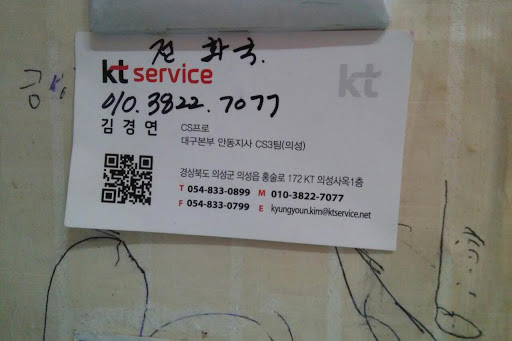 전 화국.
kt service
kt
010.3822.7077
김 경 연
CS프로
대구본부 안동지사 CS3팀(의성)
경상북도 의성군 의성읍 홍술로 172 KT 의성사옥1층
T 054-833-0899 M 010-3822-7077
F 054-833-0799 E kyungyoun.kim@ktservice.net